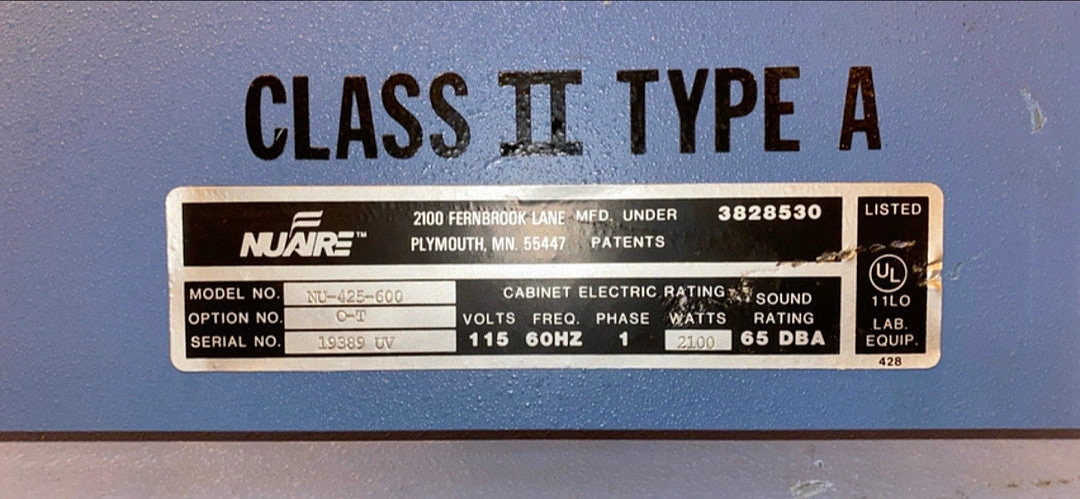 CLASS II TYPE A
NUAIRE™
2100 FERNBROOK LANE MFD. UNDER 3828530
PLYMOUTH, MN. 55447 PATENTS
MODEL NO. NU-425-600
OPTION NO. O-T
SERIAL NO. 19389 UV
CABINET ELECTRIC RATING
VOLTS FREQ. PHASE WATTS
115 60HZ 1 2100
SOUND
RATING
65 DBA
LISTED
UL
11LO
LAB.
EQUIP.
428